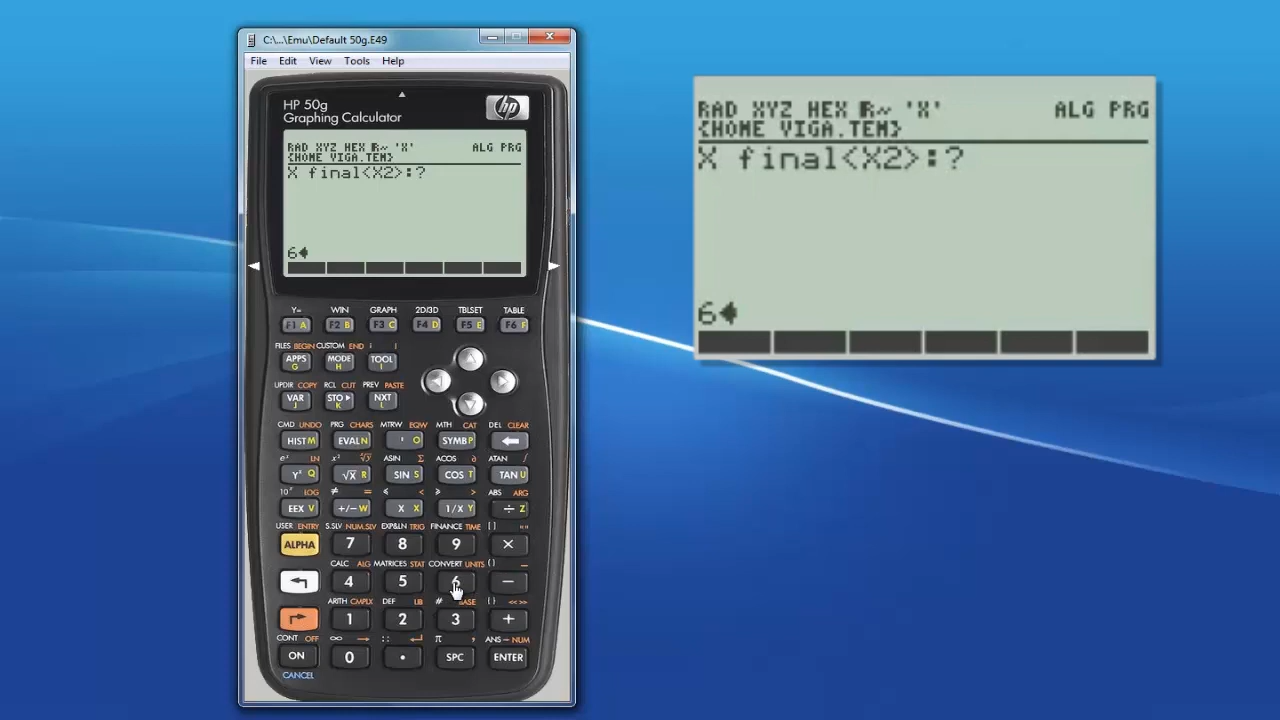 C:\...\Emu\Default 50g.E49
File Edit View Tools Help
HP 50g
Graphing Calculator
hp
RAD XYZ HEX R~ 'X' ALG PRG
{HOME VIGA.TEM}
X final<X2>:?
6
Y= WIN GRAPH 2D/3D TBLSET TABLE
F1 A F2 B F3 C F4 D F5 E F6 F
FILES BEGIN CUSTOM END i |
APPS G MODE H TOOL I
UPDIR COPY RCL CUT PREV PASTE
VAR J STO▶ K NXT L
CMD UNDO PRG CHARS MTRW EQW MTH CAT DEL CLEAR
HIST M EVAL N ' O SYMB P
eˣ LN x² ˣ√y ASIN Σ ACOS ∂ ATAN ∫
Yˣ Q √X R SIN S COS T TAN U
10ˣ LOG ≠ = ≤ < ≥ > ABS ARG
EEX V +/− W X X 1/X Y ÷ Z
USER ENTRY S.SLV NUM.SLV EXP&LN TRIG FINANCE TIME [ ] " "
ALPHA 7 8 9 ×
CALC ALG MATRICES STAT CONVERT UNITS ( ) _
4 5 6 −
ARITH CMPLX DEF LIB # BASE { } « »
1 2 3 +
CONT OFF ∞ → : : ↵ π , ANS →NUM
ON 0 . SPC ENTER
CANCEL
RAD XYZ HEX R~ 'X' ALG PRG
{HOME VIGA.TEM}
X final<X2>:?
6